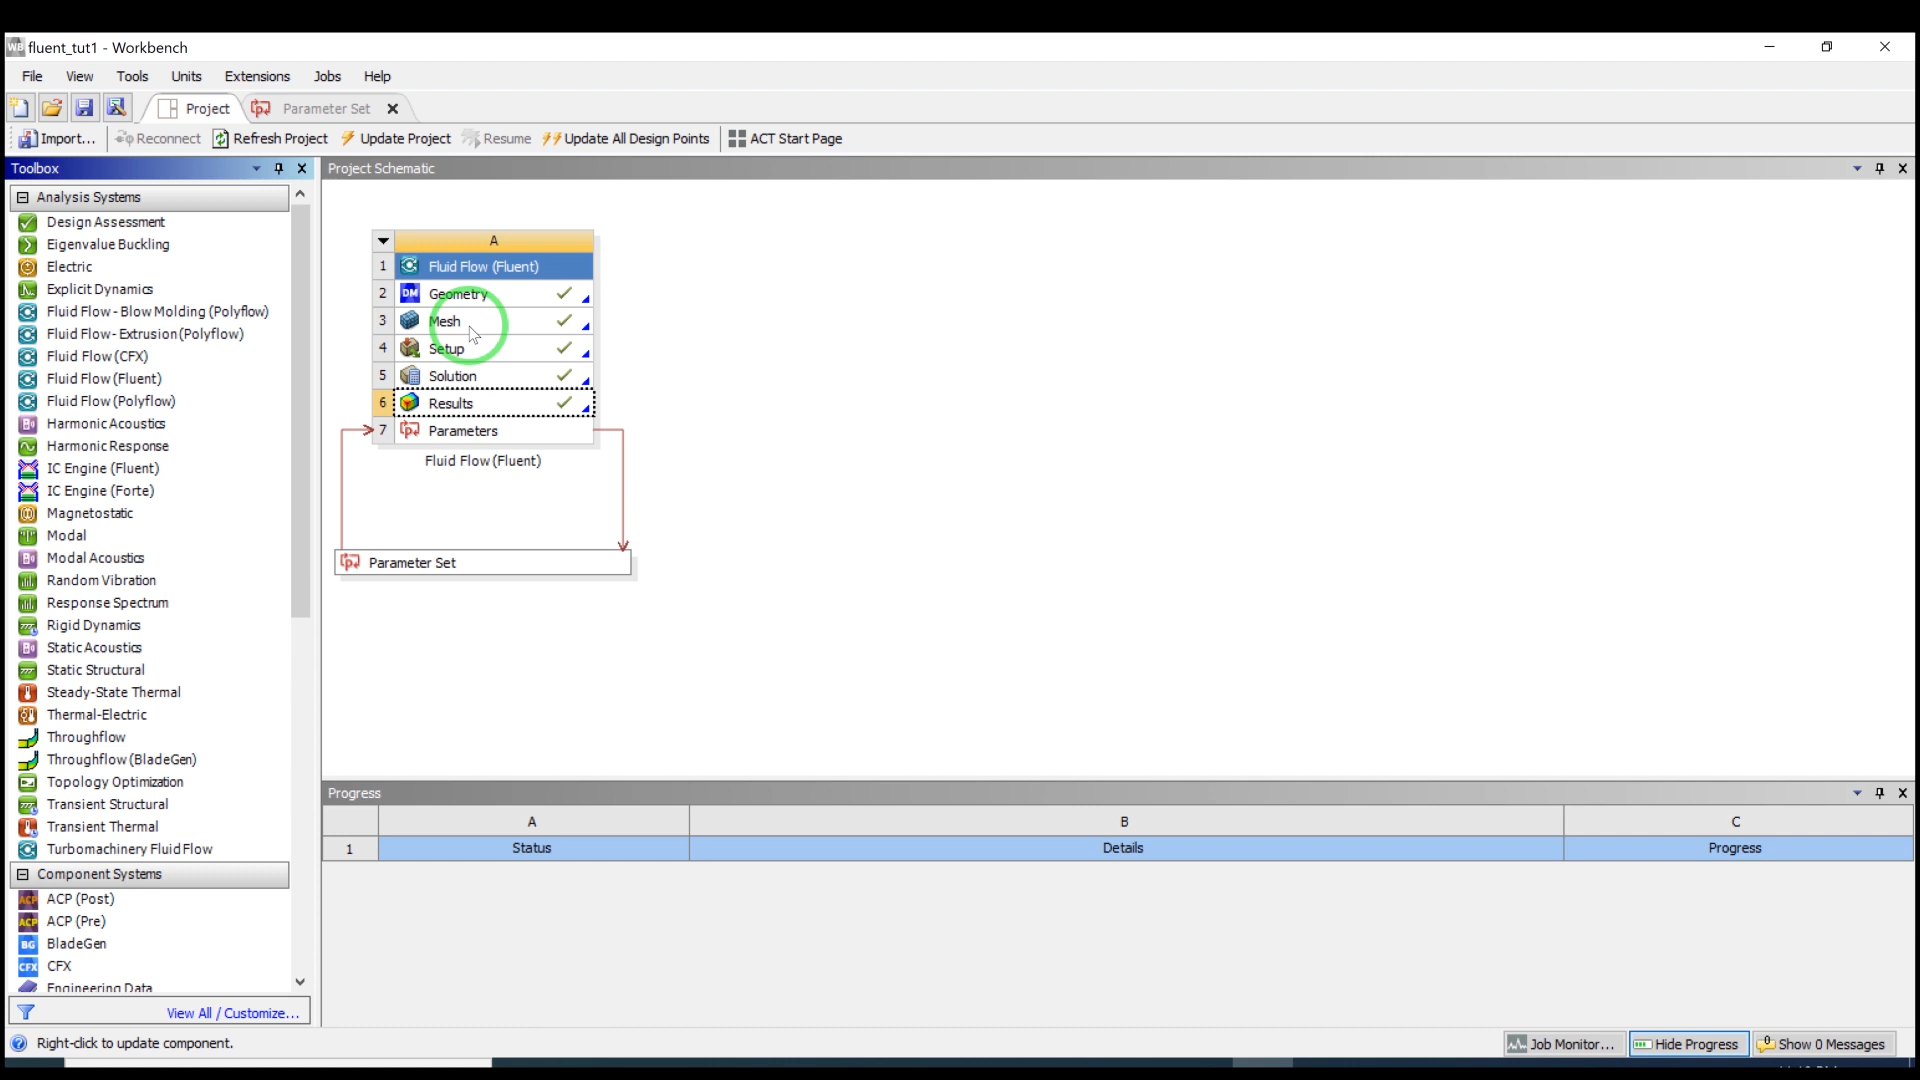 fluent_tut1 - Workbench
File View Tools Units Extensions Jobs Help
Project Parameter Set
Import... Reconnect Refresh Project Update Project Resume Update All Design Points ACT Start Page
Toolbox
Analysis Systems
Design Assessment
Eigenvalue Buckling
Electric
Explicit Dynamics
Fluid Flow - Blow Molding (Polyflow)
Fluid Flow - Extrusion (Polyflow)
Fluid Flow (CFX)
Fluid Flow (Fluent)
Fluid Flow (Polyflow)
Harmonic Acoustics
Harmonic Response
IC Engine (Fluent)
IC Engine (Forte)
Magnetostatic
Modal
Modal Acoustics
Random Vibration
Response Spectrum
Rigid Dynamics
Static Acoustics
Static Structural
Steady-State Thermal
Thermal-Electric
Throughflow
Throughflow (BladeGen)
Topology Optimization
Transient Structural
Transient Thermal
Turbomachinery Fluid Flow
Component Systems
ACP (Post)
ACP (Pre)
BladeGen
CFX
Engineering Data
View All / Customize...
Project Schematic
A
1 Fluid Flow (Fluent)
2 DM Geometry
3 Mesh
4 Setup
5 Solution
6 Results
7 Parameters
Fluid Flow (Fluent)
Parameter Set
Progress
A B C
1 Status Details Progress
Right-click to update component.
Job Monitor... Hide Progress Show 0 Messages